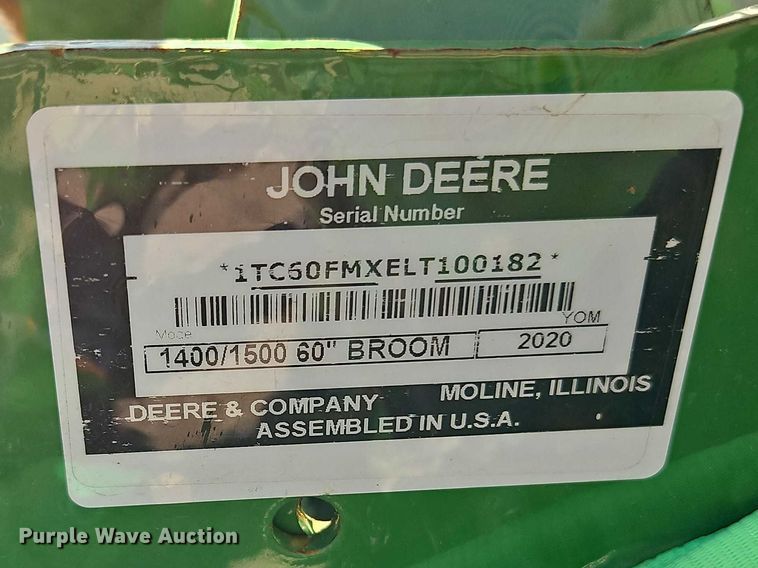 JOHN DEERE
Serial Number
*1TC60FMXELT100182*
Mode YOM
1400/1500 60" BROOM 2020
DEERE & COMPANY MOLINE, ILLINOIS
ASSEMBLED IN U.S.A.
Purple Wave Auction